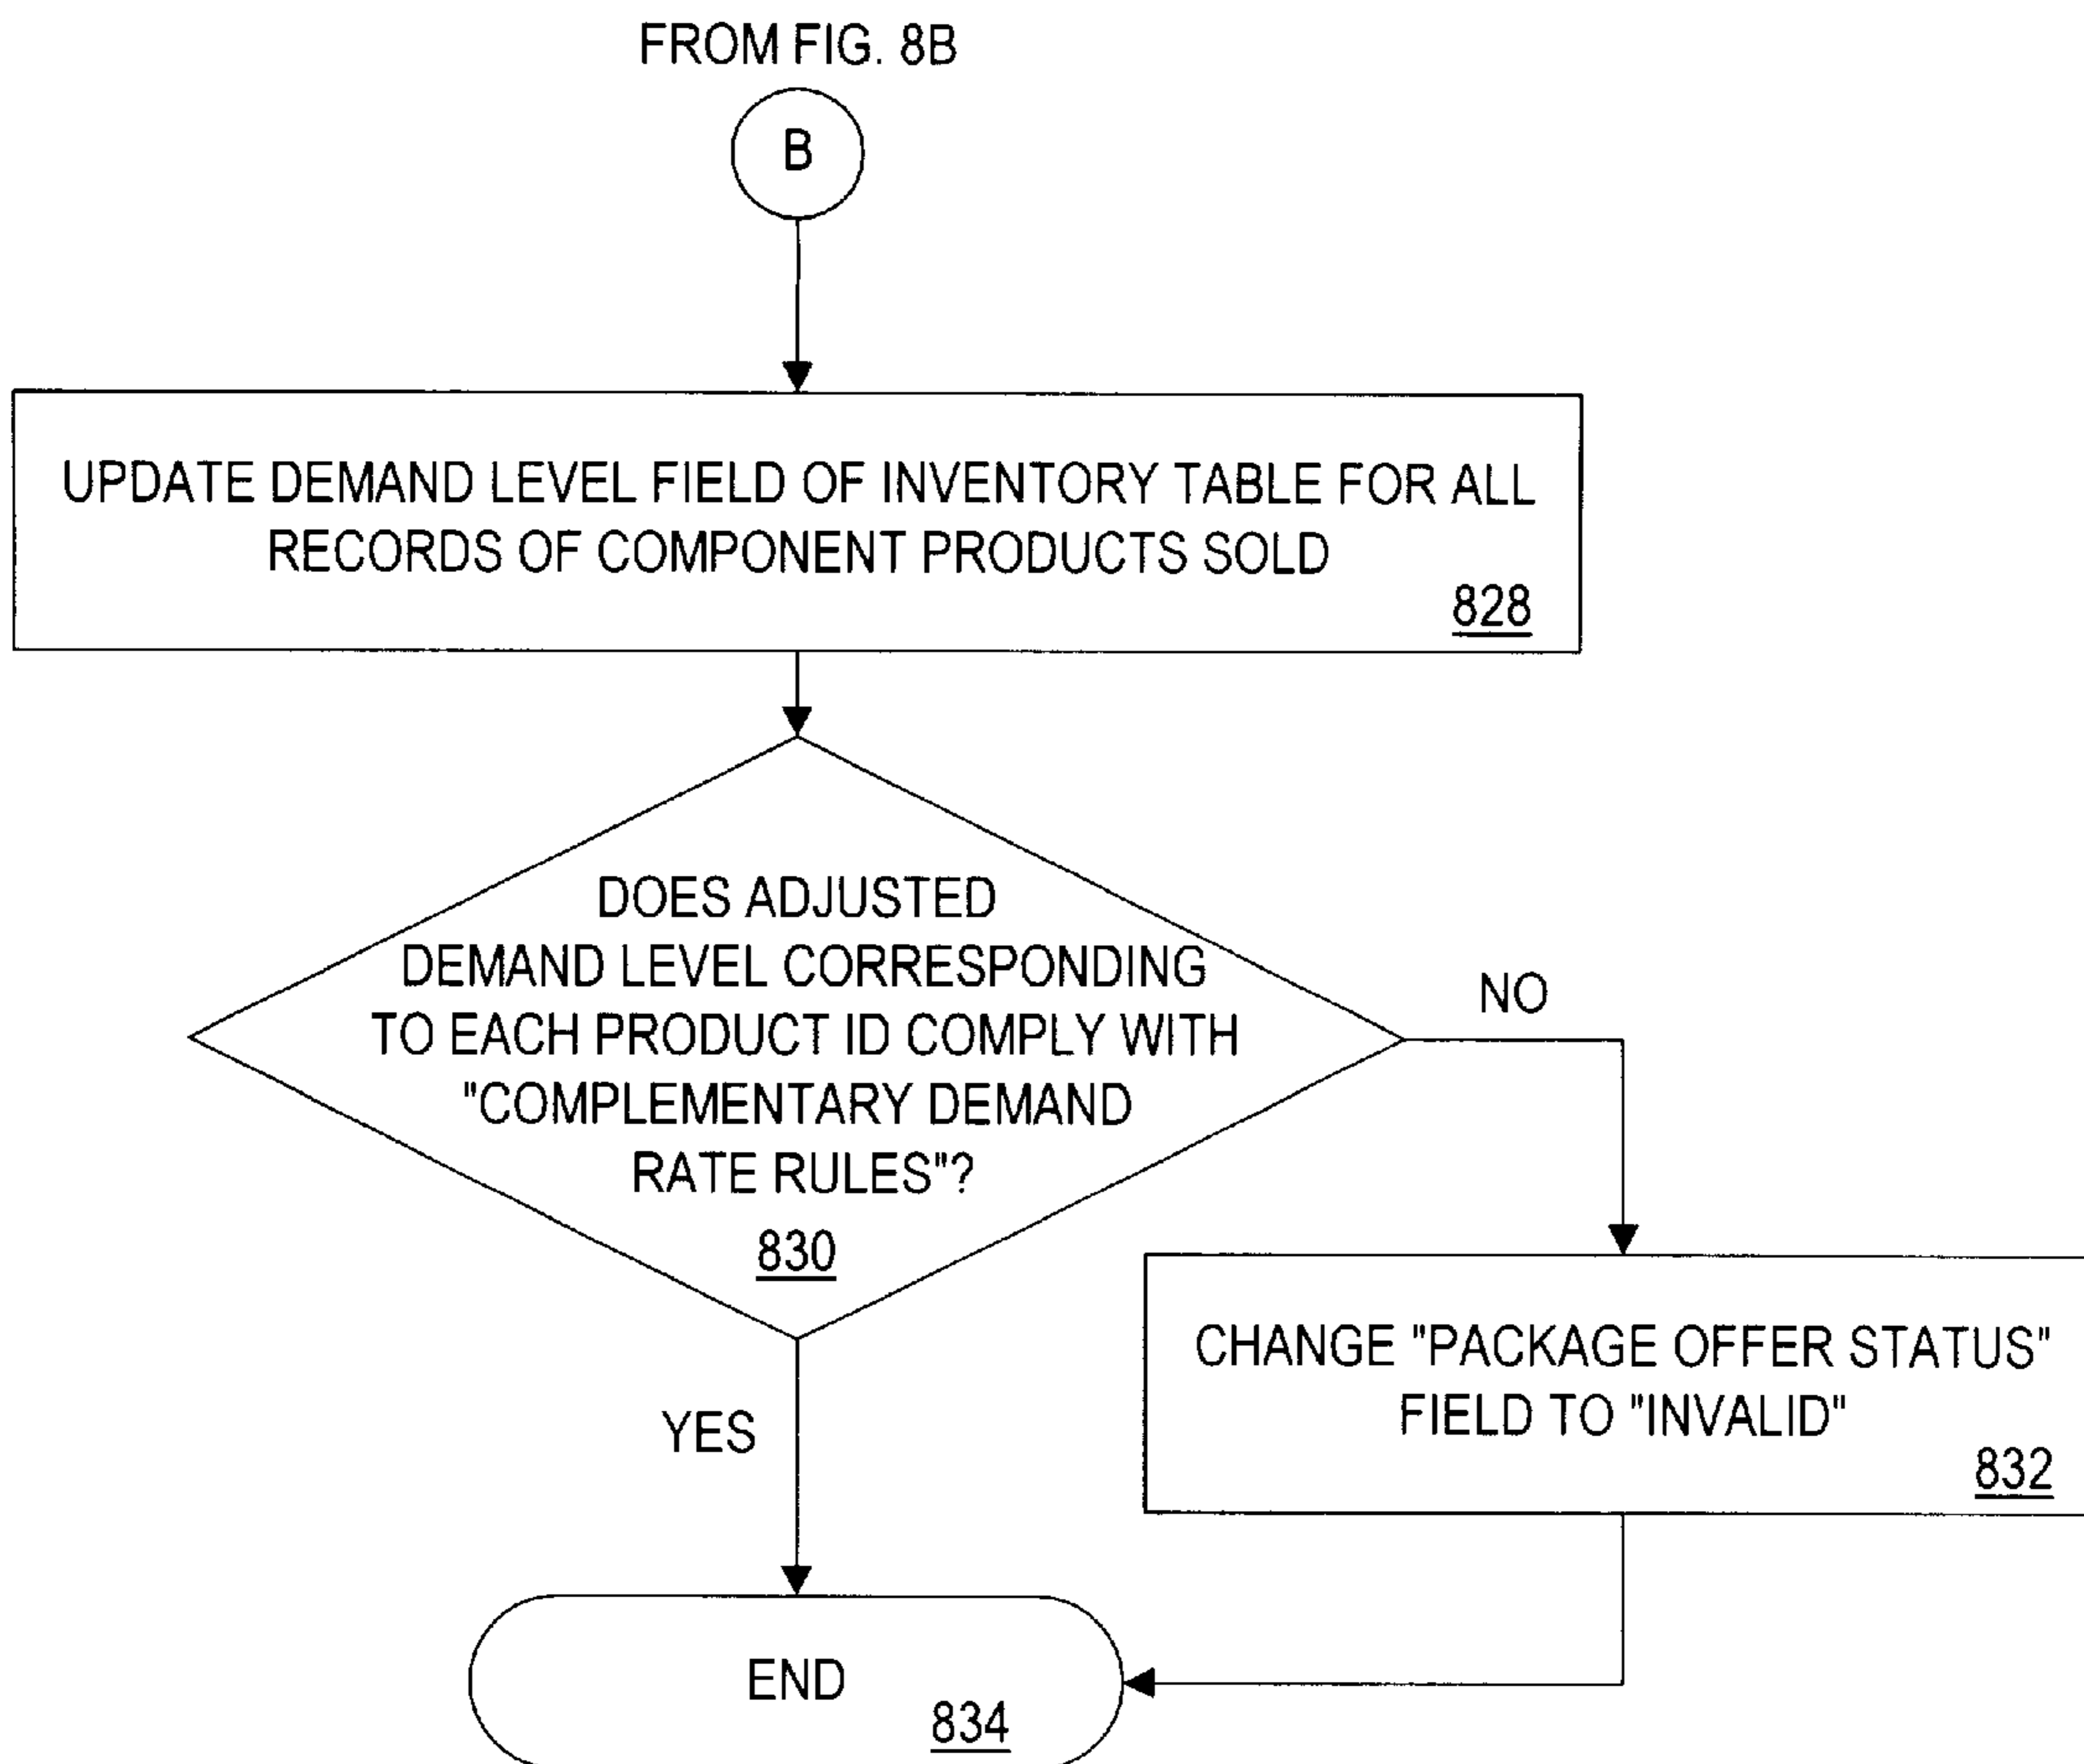 FROM FIG. 8B
B
UPDATE DEMAND LEVEL FIELD OF INVENTORY TABLE FOR ALL
RECORDS OF COMPONENT PRODUCTS SOLD
828
DOES ADJUSTED
DEMAND LEVEL CORRESPONDING
TO EACH PRODUCT ID COMPLY WITH
"COMPLEMENTARY DEMAND
RATE RULES"?
830
NO
CHANGE "PACKAGE OFFER STATUS"
FIELD TO "INVALID"
832
YES
END
834